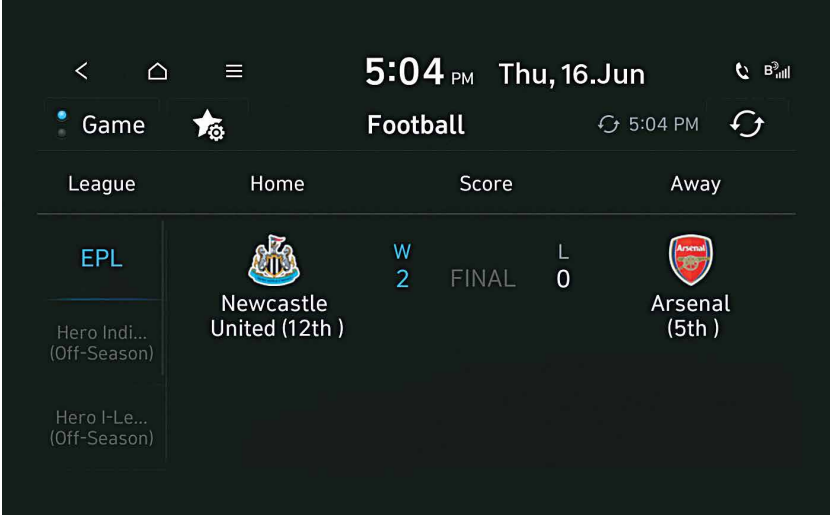 5:04 PM Thu, 16.Jun
B
Game
Football
5:04 PM
League Home Score Away
EPL
W
L
2 FINAL 0
Arsenal
Newcastle
United (12th )
Arsenal
(5th )
Hero Indi...
(Off-Season)
Hero I-Le...
(Off-Season)